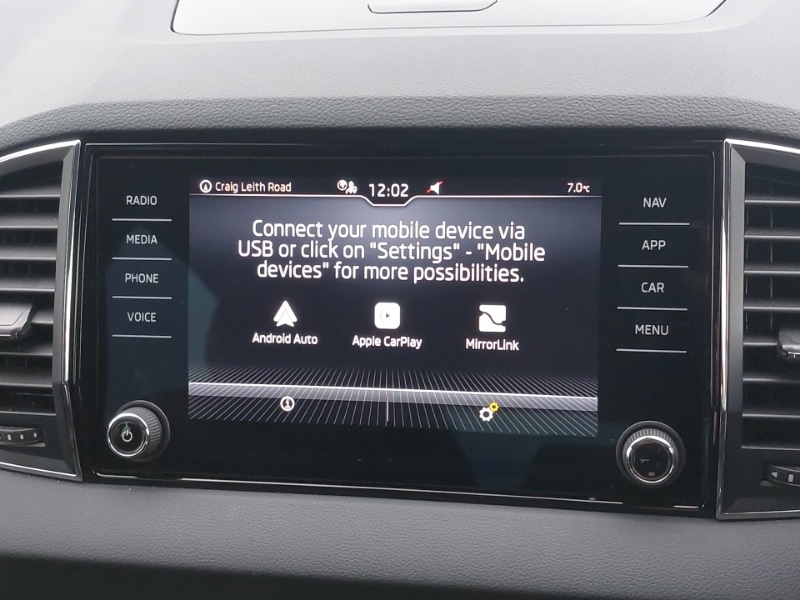 Craig Leith Road 12:02 7.0°C
RADIO
MEDIA
PHONE
VOICE
Connect your mobile device via
USB or click on "Settings" - "Mobile
devices" for more possibilities.
Android Auto Apple CarPlay MirrorLink
NAV
APP
CAR
MENU